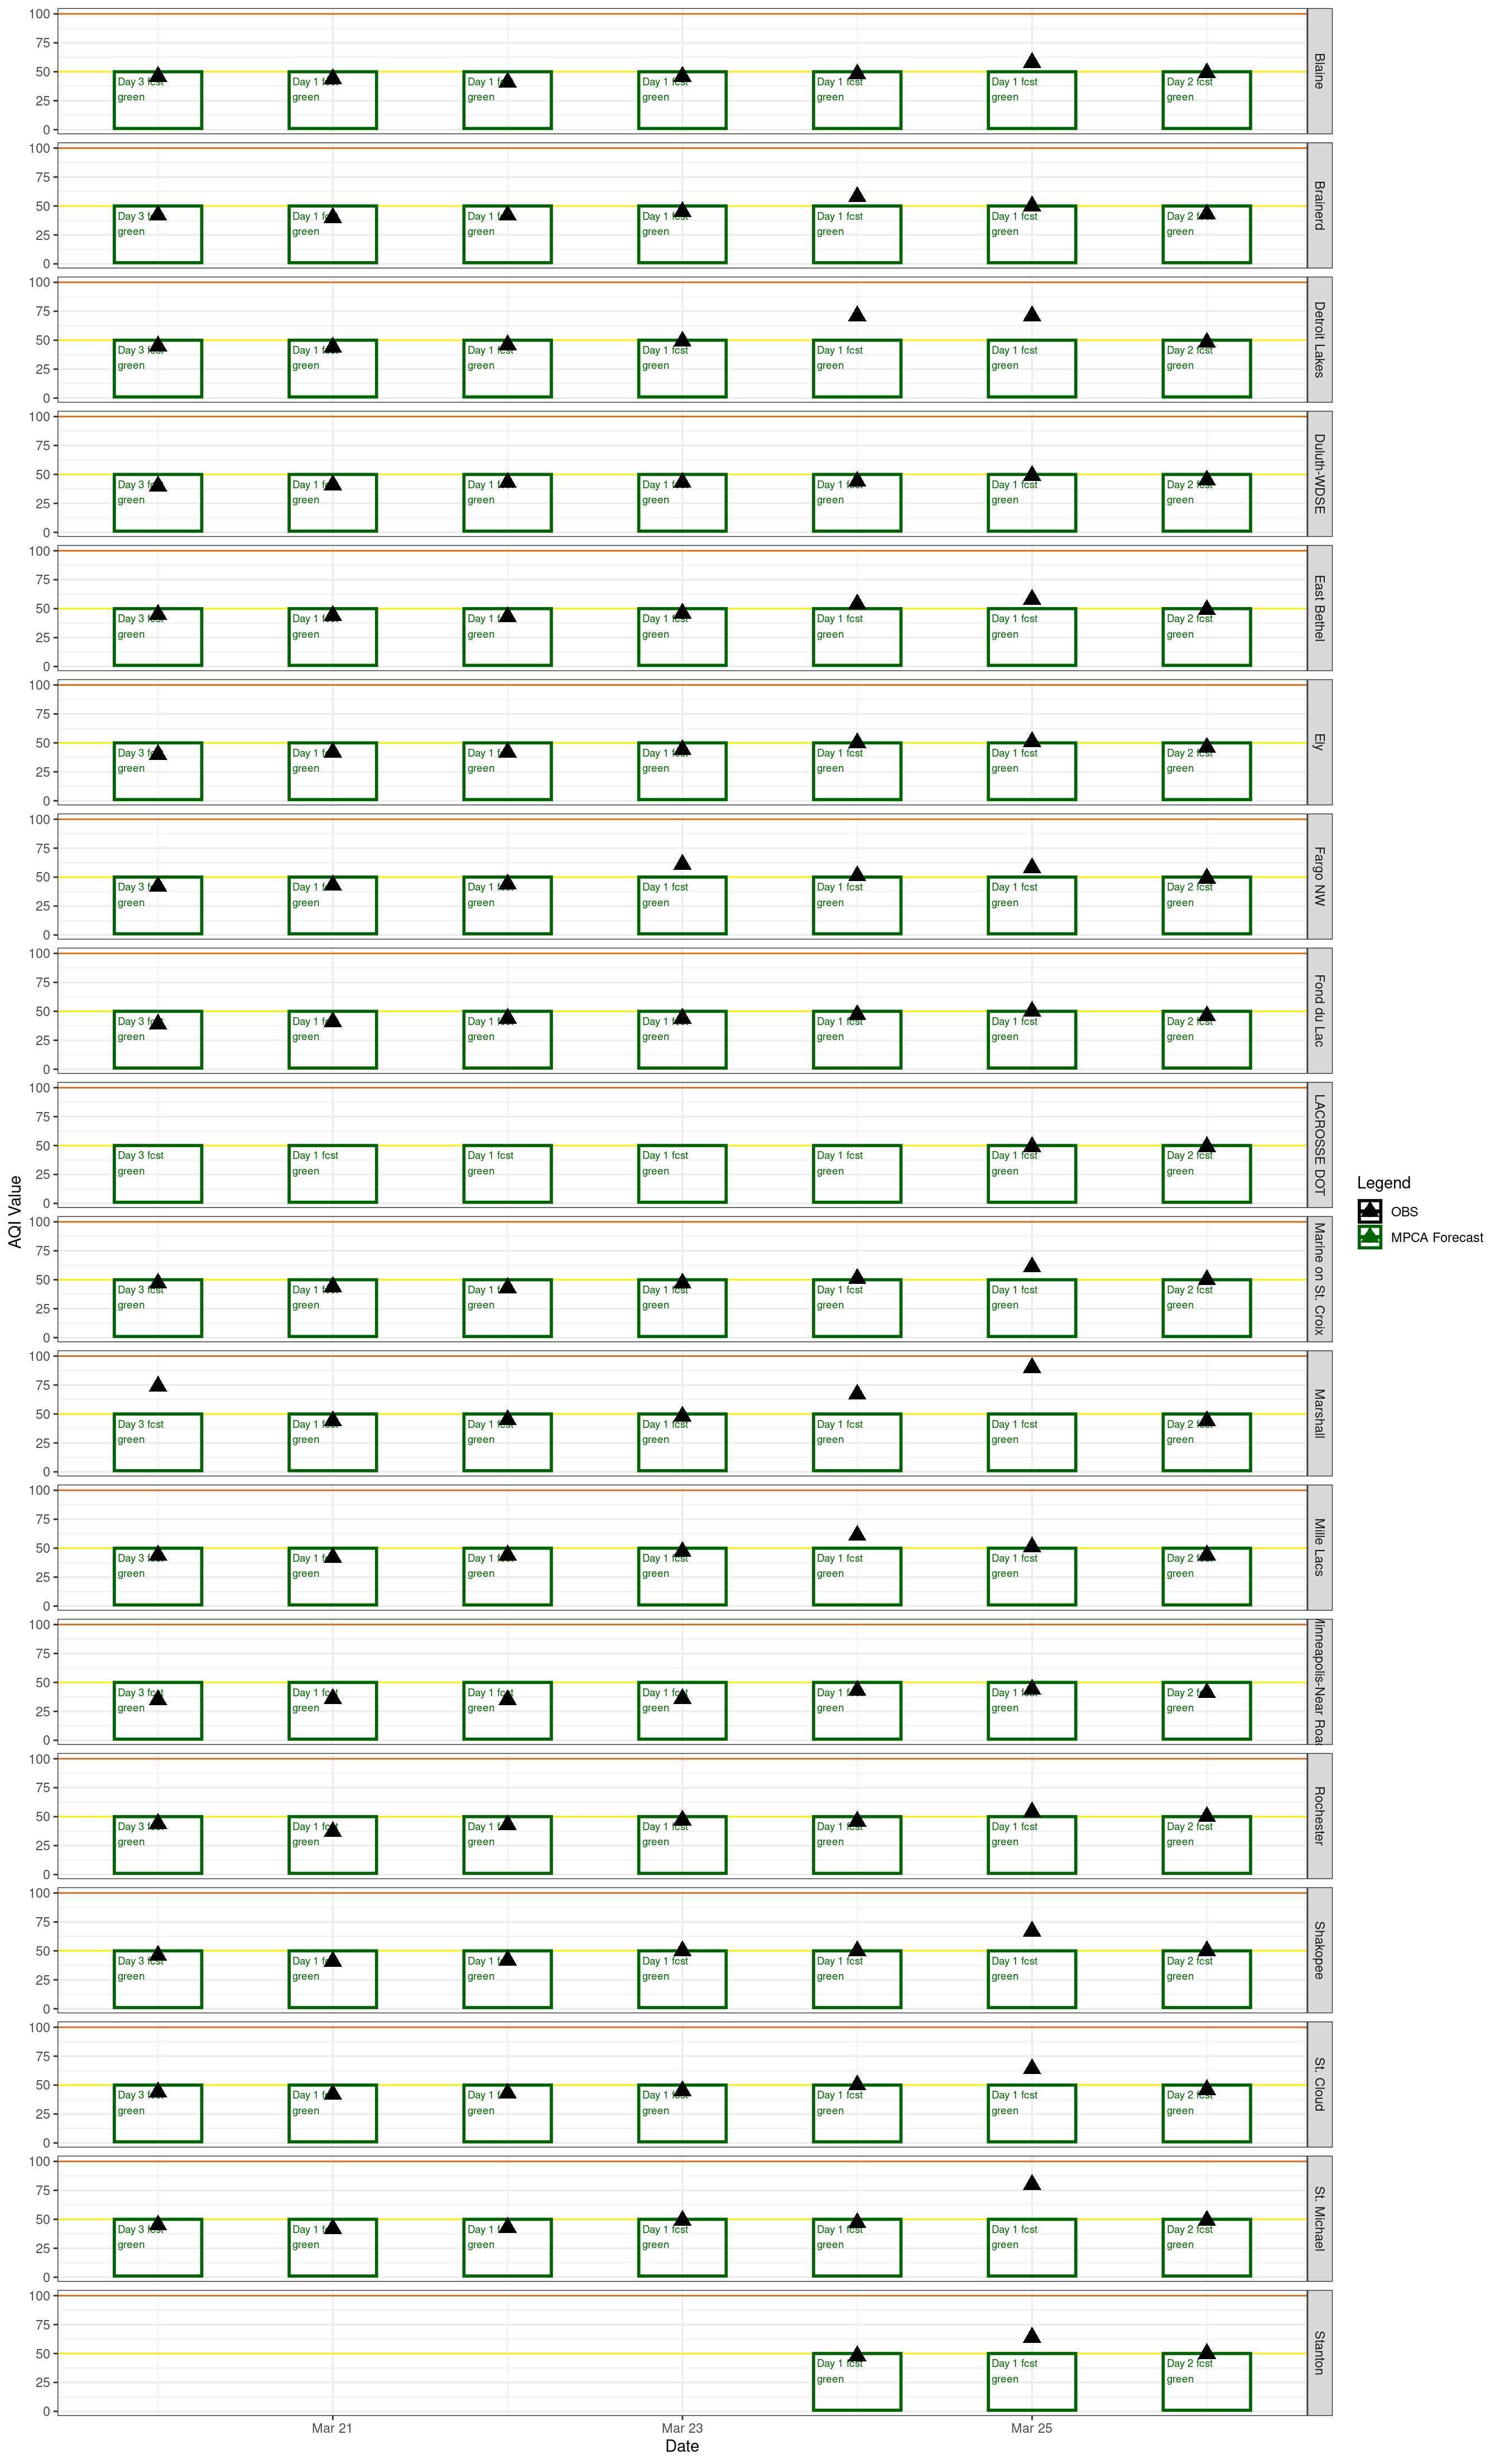 100
75
50
Day 3 fcst Day 1 fcst Day 1 fcst Day 1 fcst Day 1 fcst Day 1 fcst Day 2 fcst
green green green green green green green
25
0
Blaine
100
75
50
Day 3 fcst Day 1 fcst Day 1 fcst Day 1 fcst Day 1 fcst Day 1 fcst Day 2 fcst
green green green green green green green
25
0
Brainerd
100
75
50
Day 3 fcst Day 1 fcst Day 1 fcst Day 1 fcst Day 1 fcst Day 1 fcst Day 2 fcst
green green green green green green green
25
0
Detroit Lakes
100
75
50
Day 3 fcst Day 1 fcst Day 1 fcst Day 1 fcst Day 1 fcst Day 1 fcst Day 2 fcst
green green green green green green green
25
0
Duluth-WDSE
100
75
50
Day 3 fcst Day 1 fcst Day 1 fcst Day 1 fcst Day 1 fcst Day 1 fcst Day 2 fcst
green green green green green green green
25
0
East Bethel
100
75
50
Day 3 fcst Day 1 fcst Day 1 fcst Day 1 fcst Day 1 fcst Day 1 fcst Day 2 fcst
green green green green green green green
25
0
Ely
100
75
50
Day 3 fcst Day 1 fcst Day 1 fcst Day 1 fcst Day 1 fcst Day 1 fcst Day 2 fcst
green green green green green green green
25
0
Fargo NW
100
75
50
Day 3 fcst Day 1 fcst Day 1 fcst Day 1 fcst Day 1 fcst Day 1 fcst Day 2 fcst
green green green green green green green
25
0
Fond du Lac
100
75
50
Day 3 fcst Day 1 fcst Day 1 fcst Day 1 fcst Day 1 fcst Day 1 fcst Day 2 fcst
green green green green green green green
25
0
LACROSSE DOT
100
75
50
Day 3 fcst Day 1 fcst Day 1 fcst Day 1 fcst Day 1 fcst Day 1 fcst Day 2 fcst
green green green green green green green
25
0
Marine on St. Croix
100
75
50
Day 3 fcst Day 1 fcst Day 1 fcst Day 1 fcst Day 1 fcst Day 1 fcst Day 2 fcst
green green green green green green green
25
0
Marshall
100
75
50
Day 3 fcst Day 1 fcst Day 1 fcst Day 1 fcst Day 1 fcst Day 1 fcst Day 2 fcst
green green green green green green green
25
0
Mille Lacs
100
75
50
Day 3 fcst Day 1 fcst Day 1 fcst Day 1 fcst Day 1 fcst Day 1 fcst Day 2 fcst
green green green green green green green
25
0
Minneapolis-Near Road
100
75
50
Day 3 fcst Day 1 fcst Day 1 fcst Day 1 fcst Day 1 fcst Day 1 fcst Day 2 fcst
green green green green green green green
25
0
Rochester
100
75
50
Day 3 fcst Day 1 fcst Day 1 fcst Day 1 fcst Day 1 fcst Day 1 fcst Day 2 fcst
green green green green green green green
25
0
Shakopee
100
75
50
Day 3 fcst Day 1 fcst Day 1 fcst Day 1 fcst Day 1 fcst Day 1 fcst Day 2 fcst
green green green green green green green
25
0
St. Cloud
100
75
50
Day 3 fcst Day 1 fcst Day 1 fcst Day 1 fcst Day 1 fcst Day 1 fcst Day 2 fcst
green green green green green green green
25
0
St. Michael
100
75
50
Day 1 fcst Day 1 fcst Day 2 fcst
green green green
25
0
Stanton
Mar 21 Mar 23 Mar 25
Date
AQI Value
Legend
OBS
MPCA Forecast